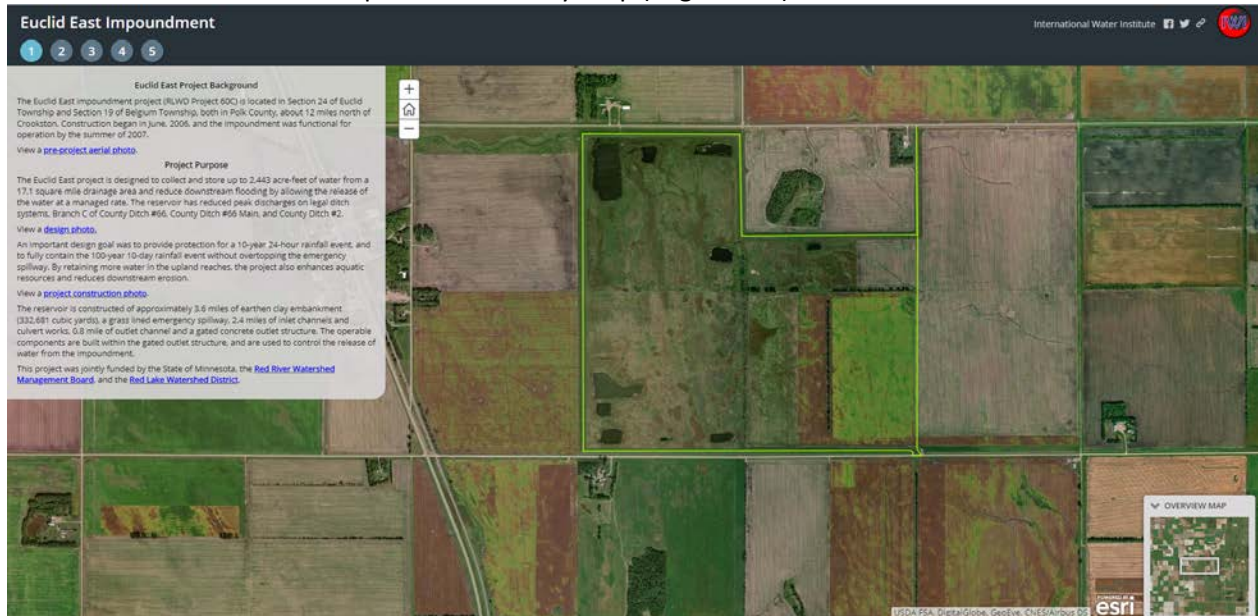 Euclid East Impoundment
International Water Institute
1 2 3 4 5
Euclid East Project Background
The Euclid East impoundment project (RLWD Project 60C) is located in Section 24 of Euclid
Township and Section 19 of Belgium Township, both in Polk County, about 12 miles north of
Crookston. Construction began in June, 2006, and the impoundment was functional for
operation by the summer of 2007.
View a pre-project aerial photo.
Project Purpose
The Euclid East project is designed to collect and store up to 2,443 acre-feet of water from a
17.1 square mile drainage area and reduce downstream flooding by allowing the release of
the water at a managed rate. The reservoir has reduced peak discharges on legal ditch
systems, Branch C of County Ditch #66, County Ditch #66 Main, and County Ditch #2.
View a design photo.
An important design goal was to provide protection for a 10-year 24-hour rainfall event, and
to fully contain the 100-year 10-day rainfall event without overtopping the emergency
spillway. By retaining more water in the upland reaches, the project also enhances aquatic
resources and reduces downstream erosion.
View a project construction photo.
The reservoir is constructed of approximately 3.6 miles of earthen clay embankment
(332,681 cubic yards), a grass lined emergency spillway, 2.4 miles of inlet channels and
culvert works, 0.8 mile of outlet channel and a gated concrete outlet structure. The operable
components are built within the gated outlet structure, and are used to control the release of
water from the impoundment.
This project was jointly funded by the State of Minnesota, the Red River Watershed
Management Board, and the Red Lake Watershed District.
OVERVIEW MAP
POWERED BY
esri
USDA FSA, DigitalGlobe, GeoEye, CNES/Airbus DS